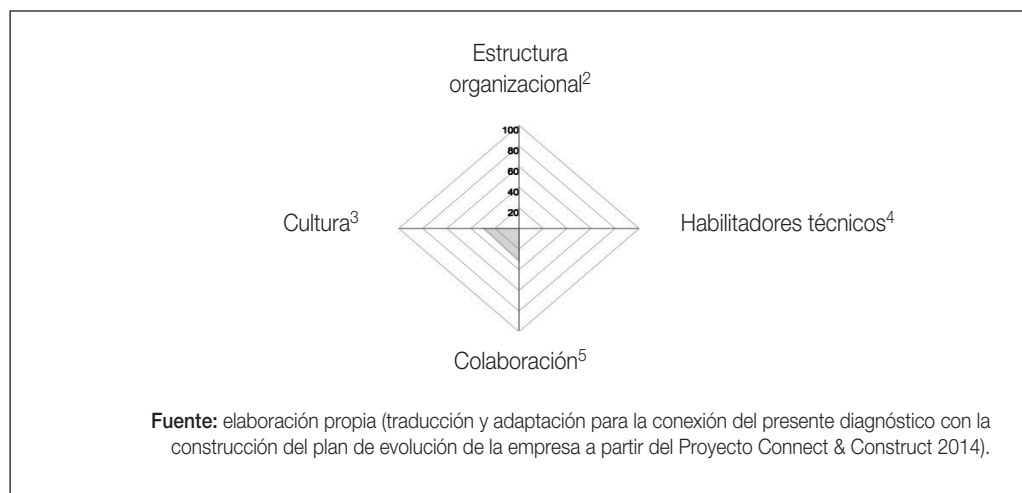 Estructura
organizacional2
100
80
60
40
20
Cultura3
Habilitadores técnicos4
Colaboración5
Fuente: elaboración propia (traducción y adaptación para la conexión del presente diagnóstico con la
construcción del plan de evolución de la empresa a partir del Proyecto Connect & Construct 2014).